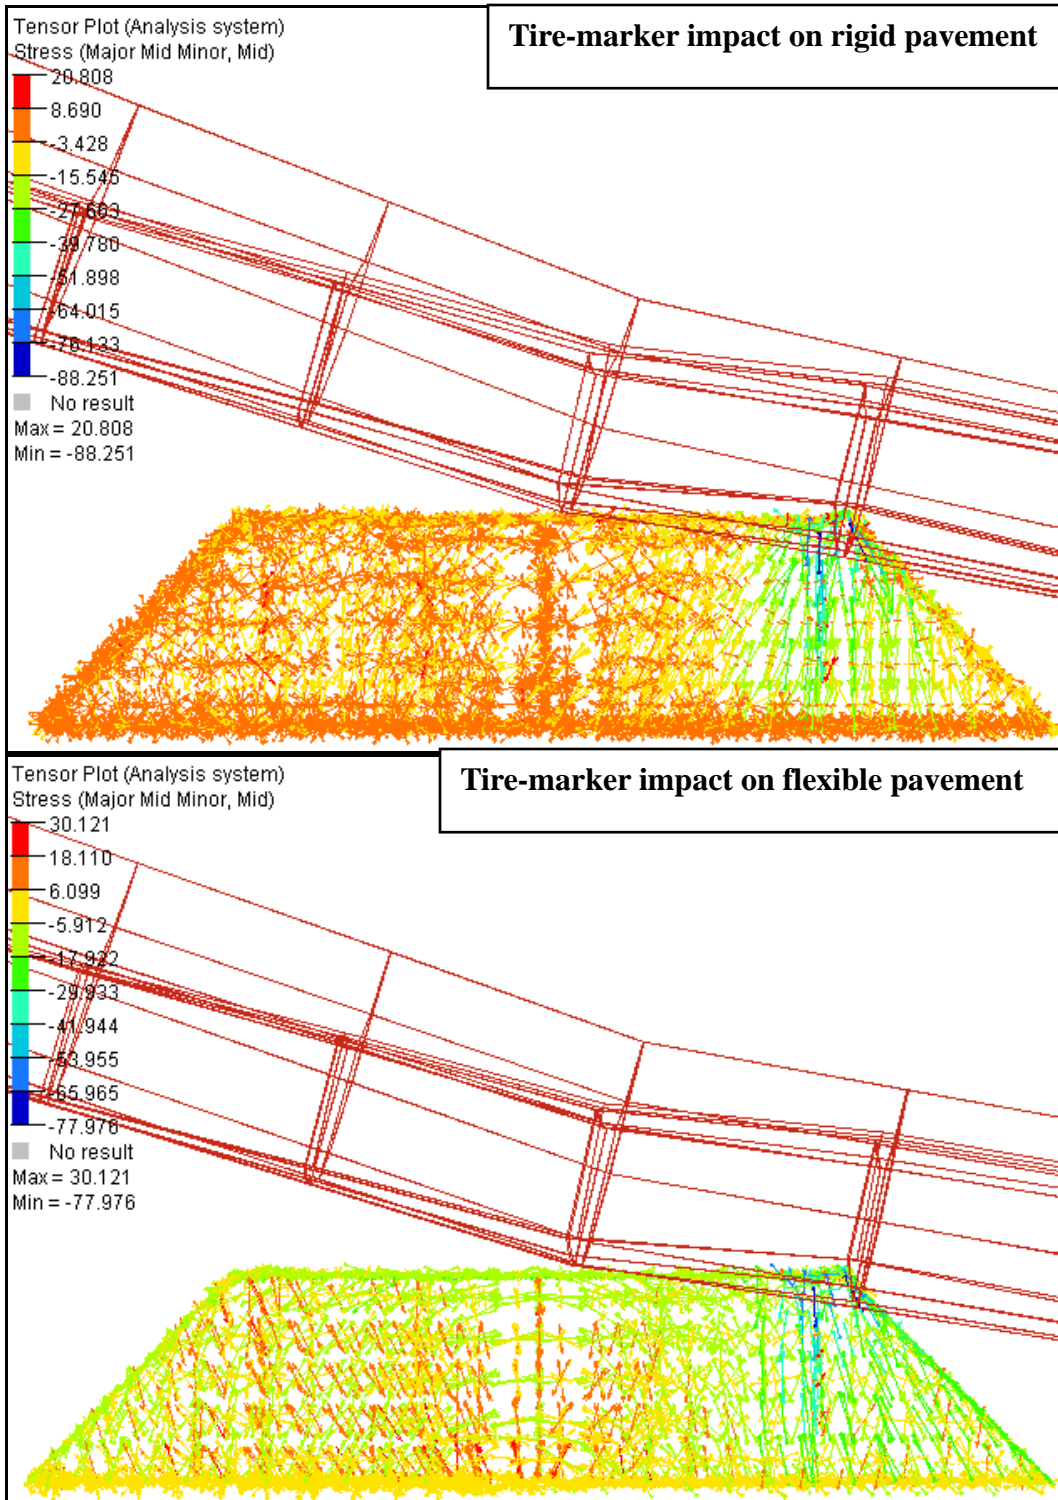 Tensor Plot (Analysis system)
Stress (Major Mid Minor, Mid)
Tire-marker impact on rigid pavement
20.808
8.690
-3.428
-15.545
-27.663
-39.780
-51.898
-64.015
-76.133
-88.251
No result
Max = 20.808
Min = -88.251
Tensor Plot (Analysis system)
Stress (Major Mid Minor, Mid)
Tire-marker impact on flexible pavement
30.121
18.110
6.099
-5.912
-17.922
-29.933
-41.944
-53.955
-65.965
-77.976
No result
Max = 30.121
Min = -77.976